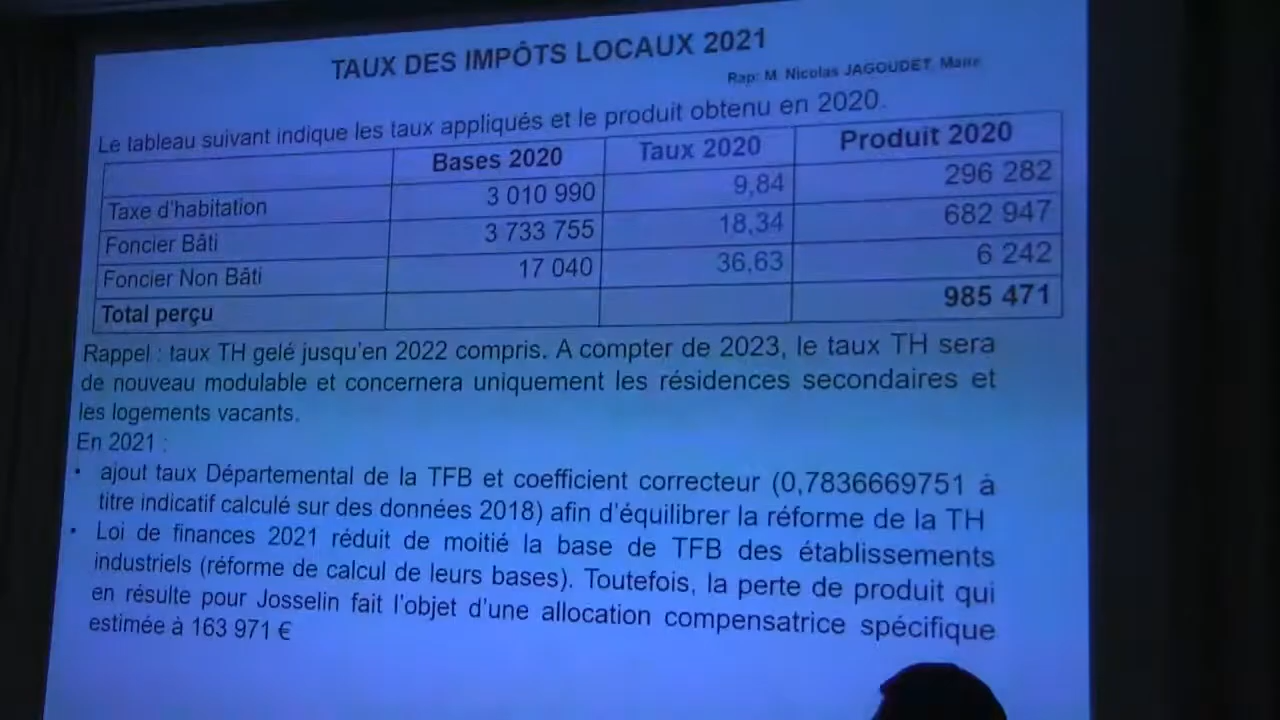 TAUX DES IMPÔTS LOCAUX 2021
Rap: M. Nicolas JAGOUDET, Maire
Le tableau suivant indique les taux appliqués et le produit obtenu en 2020.
Bases 2020 Taux 2020 Produit 2020
Taxe d'habitation 3 010 990 9,84 296 282
Foncier Bâti 3 733 755 18,34 682 947
Foncier Non Bâti 17 040 36,63 6 242
Total perçu 985 471
Rappel : taux TH gelé jusqu'en 2022 compris. A compter de 2023, le taux TH sera
de nouveau modulable et concernera uniquement les résidences secondaires et
les logements vacants.
En 2021 :
• ajout taux Départemental de la TFB et coefficient correcteur (0,7836669751 à
titre indicatif calculé sur des données 2018) afin d'équilibrer la réforme de la TH
• Loi de finances 2021 réduit de moitié la base de TFB des établissements
industriels (réforme de calcul de leurs bases). Toutefois, la perte de produit qui
en résulte pour Josselin fait l'objet d'une allocation compensatrice spécifique
estimée à 163 971 €